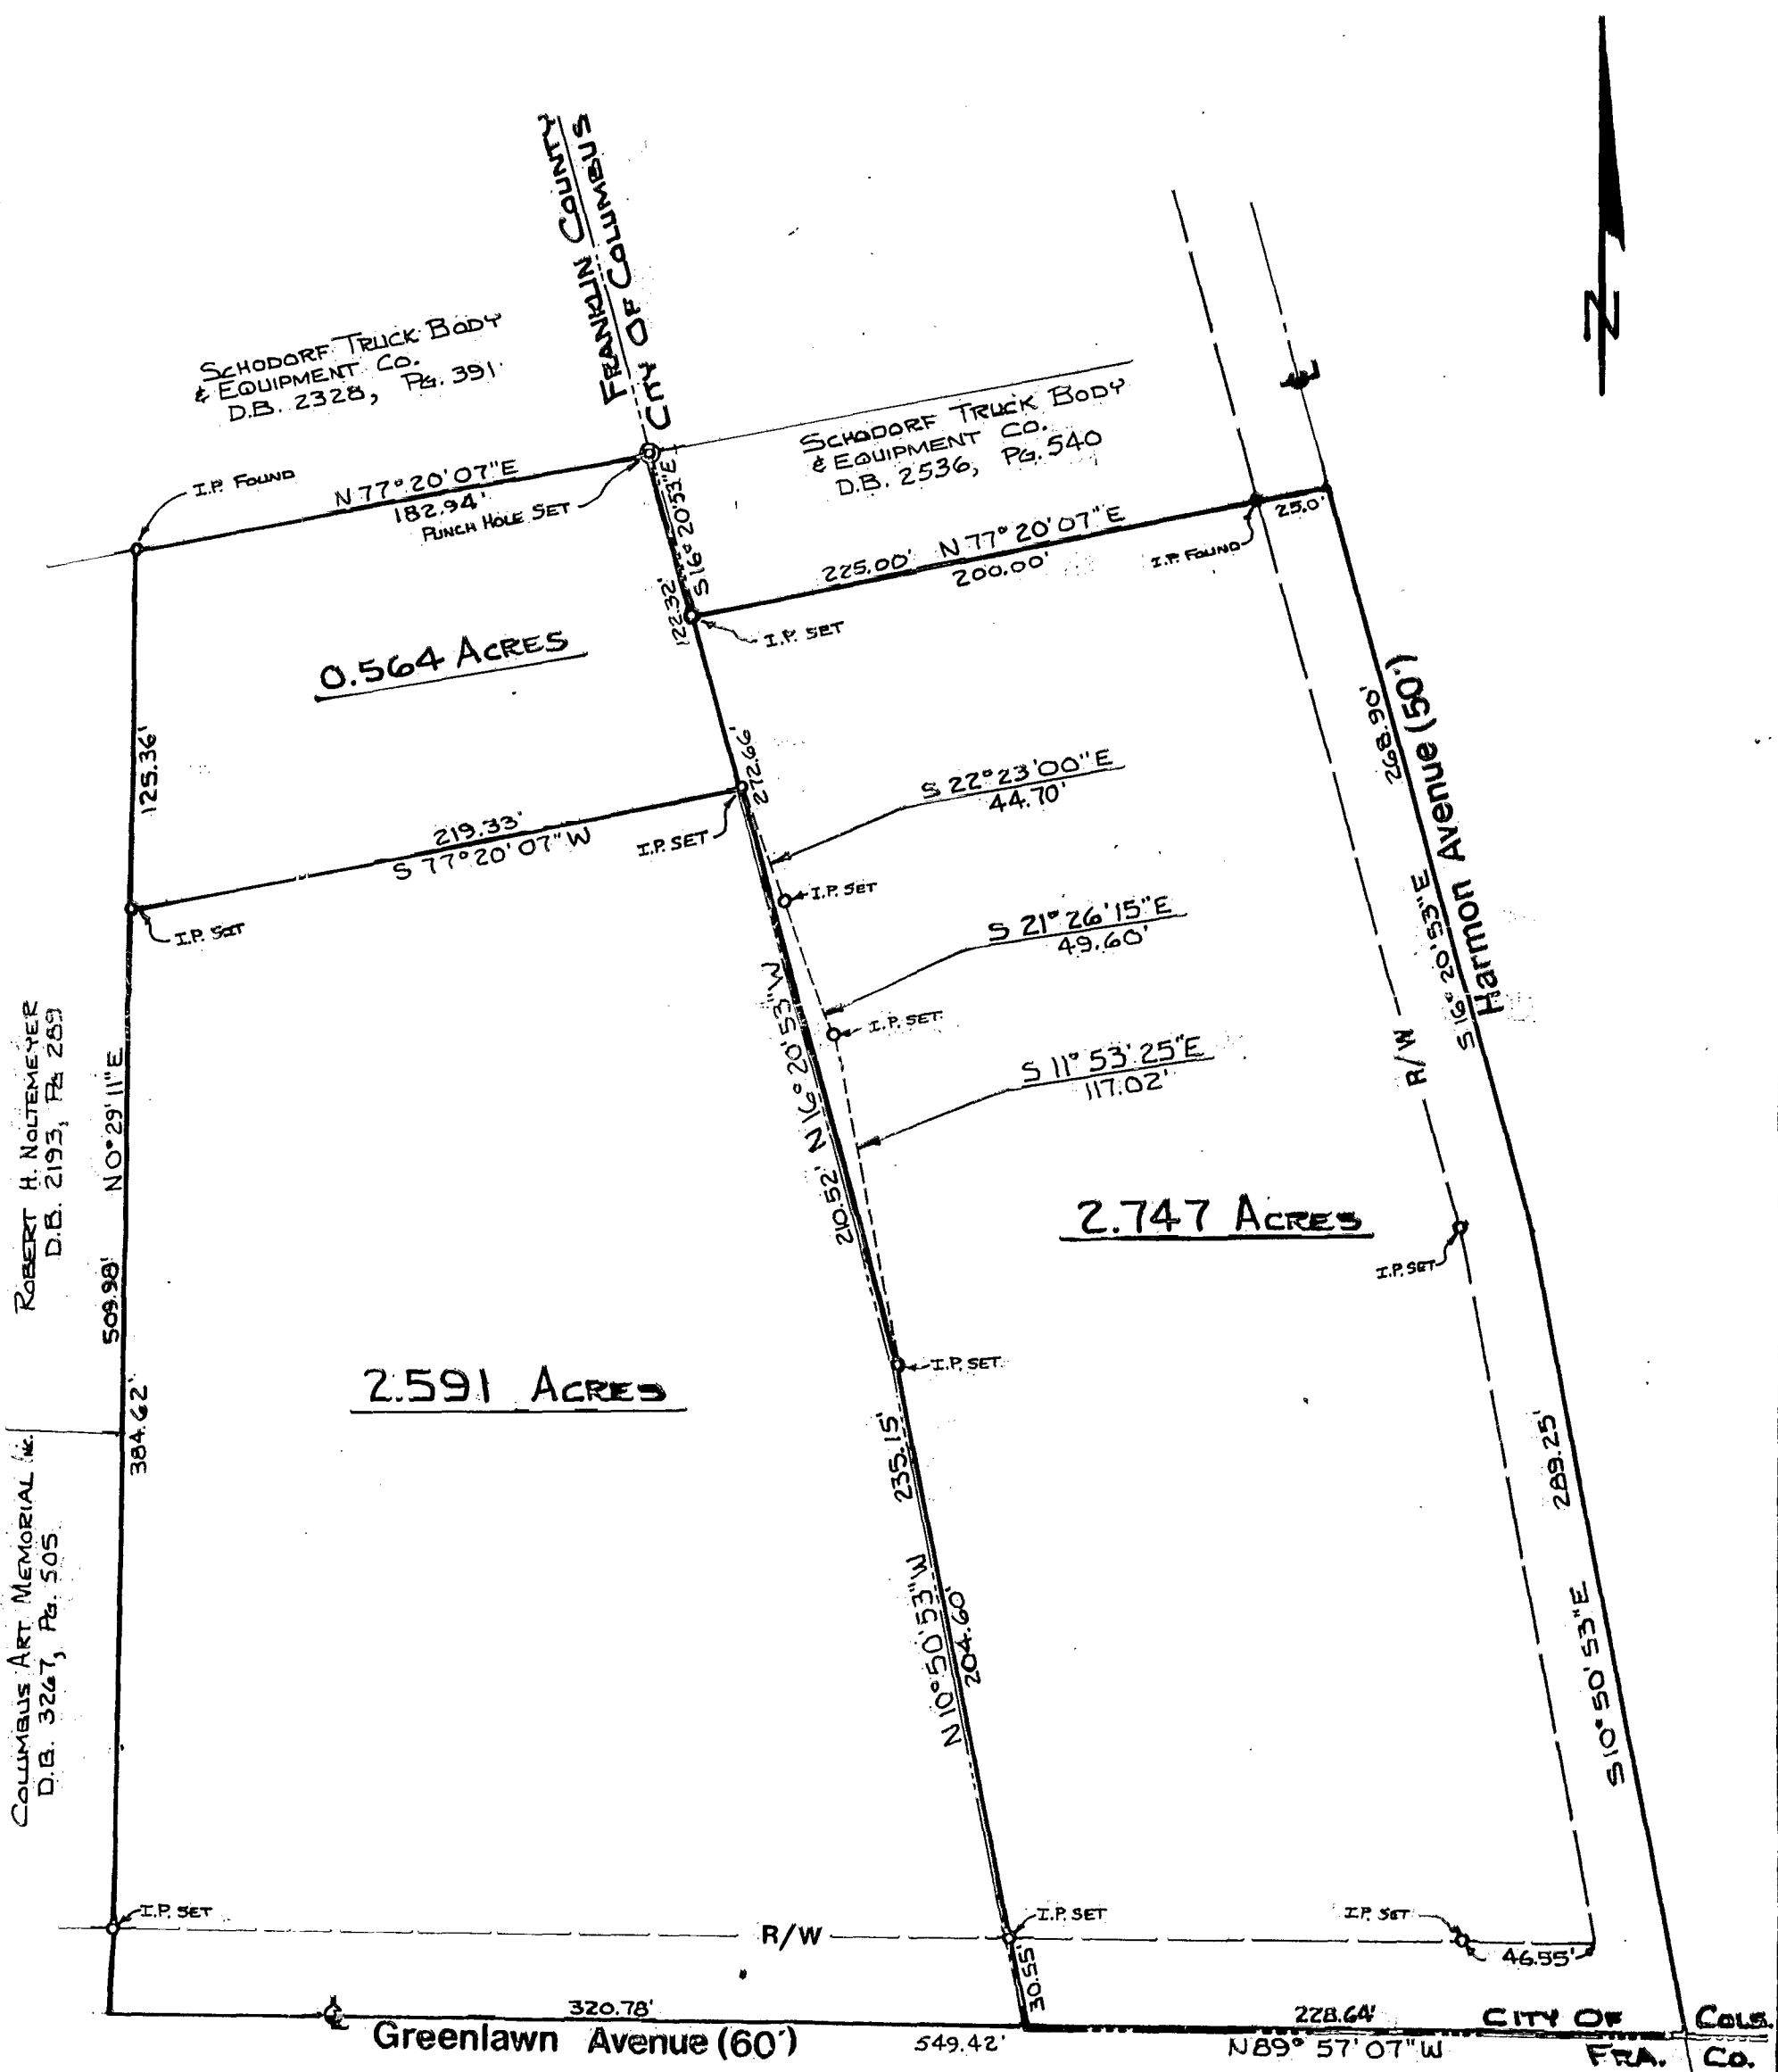 N
FRANKLIN COUNTY
CITY OF COLUMBUS
SCHODORF TRUCK BODY
& EQUIPMENT CO.
D.B. 2328, PG. 391
SCHODORF TRUCK BODY
& EQUIPMENT CO.
D.B. 2536, PG. 540
I.P. FOUND
N 77° 20' 07" E
182.94'
PUNCH HOLE SET
S 16° 20' 53" E
122.32'
225.00' N 77° 20' 07" E
200.00'
25.0'
I.P. FOUND
I.P. SET
0.564 ACRES
125.36'
272.66'
268.90'
Harmon Avenue (50')
S 16° 20' 53" E
S 22° 23' 00" E
44.70'
219.33'
S 77° 20' 07" W
I.P. SET
I.P. SET
I.P. SET
S 21° 26' 15" E
49.60'
I.P. SET
S 11° 53' 25" E
117.02'
N 16° 20' 53" W
210.52'
R/W
ROBERT H. NOLTEMEYER
D.B. 2193, PG 289
N 0° 29' 11" E
509.98'
2.747 ACRES
I.P. SET
I.P. SET
2.591 ACRES
384.62'
235.15'
289.25'
COLUMBUS ART MEMORIAL INC.
D.B. 3267, PG. 505
N 10° 50' 53" W
204.60'
S 10° 50' 53" E
I.P. SET
R/W
I.P. SET
I.P. SET
46.55'
30.55'
320.78'
228.64'
CITY OF COLS.
Greenlawn Avenue (60')
549.42'
N 89° 57' 07" W
FRA. CO.